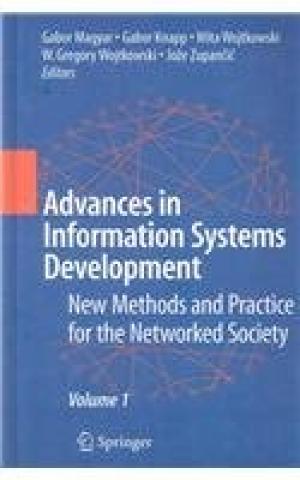 Gabor Magyar • Gabor Knapp • Wita Wojtkowski •
W. Gregory Wojtkowski • Jože Zupančič
Editors
Advances in
Information Systems
Development
New Methods and Practice
for the Networked Society
Volume 1
Springer